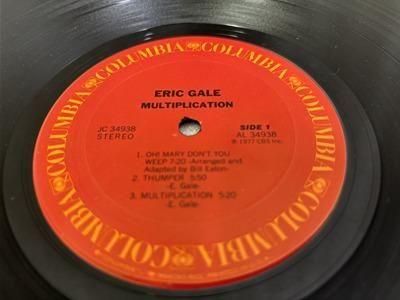 COLUMBIA COLUMBIA COLUMBIA COLUMBIA COLUMBIA COLUMBIA
ERIC GALE
MULTIPLICATION
JC 34938
STEREO
SIDE 1
AL 34938
℗ 1977 CBS Inc.
1. OH! MARY DON'T YOU
WEEP 7:20 -Arranged and
Adapted by Bill Eaton-
2. THUMPER 5:50
-E. Gale-
3. MULTIPLICATION 5:20
-E. Gale-